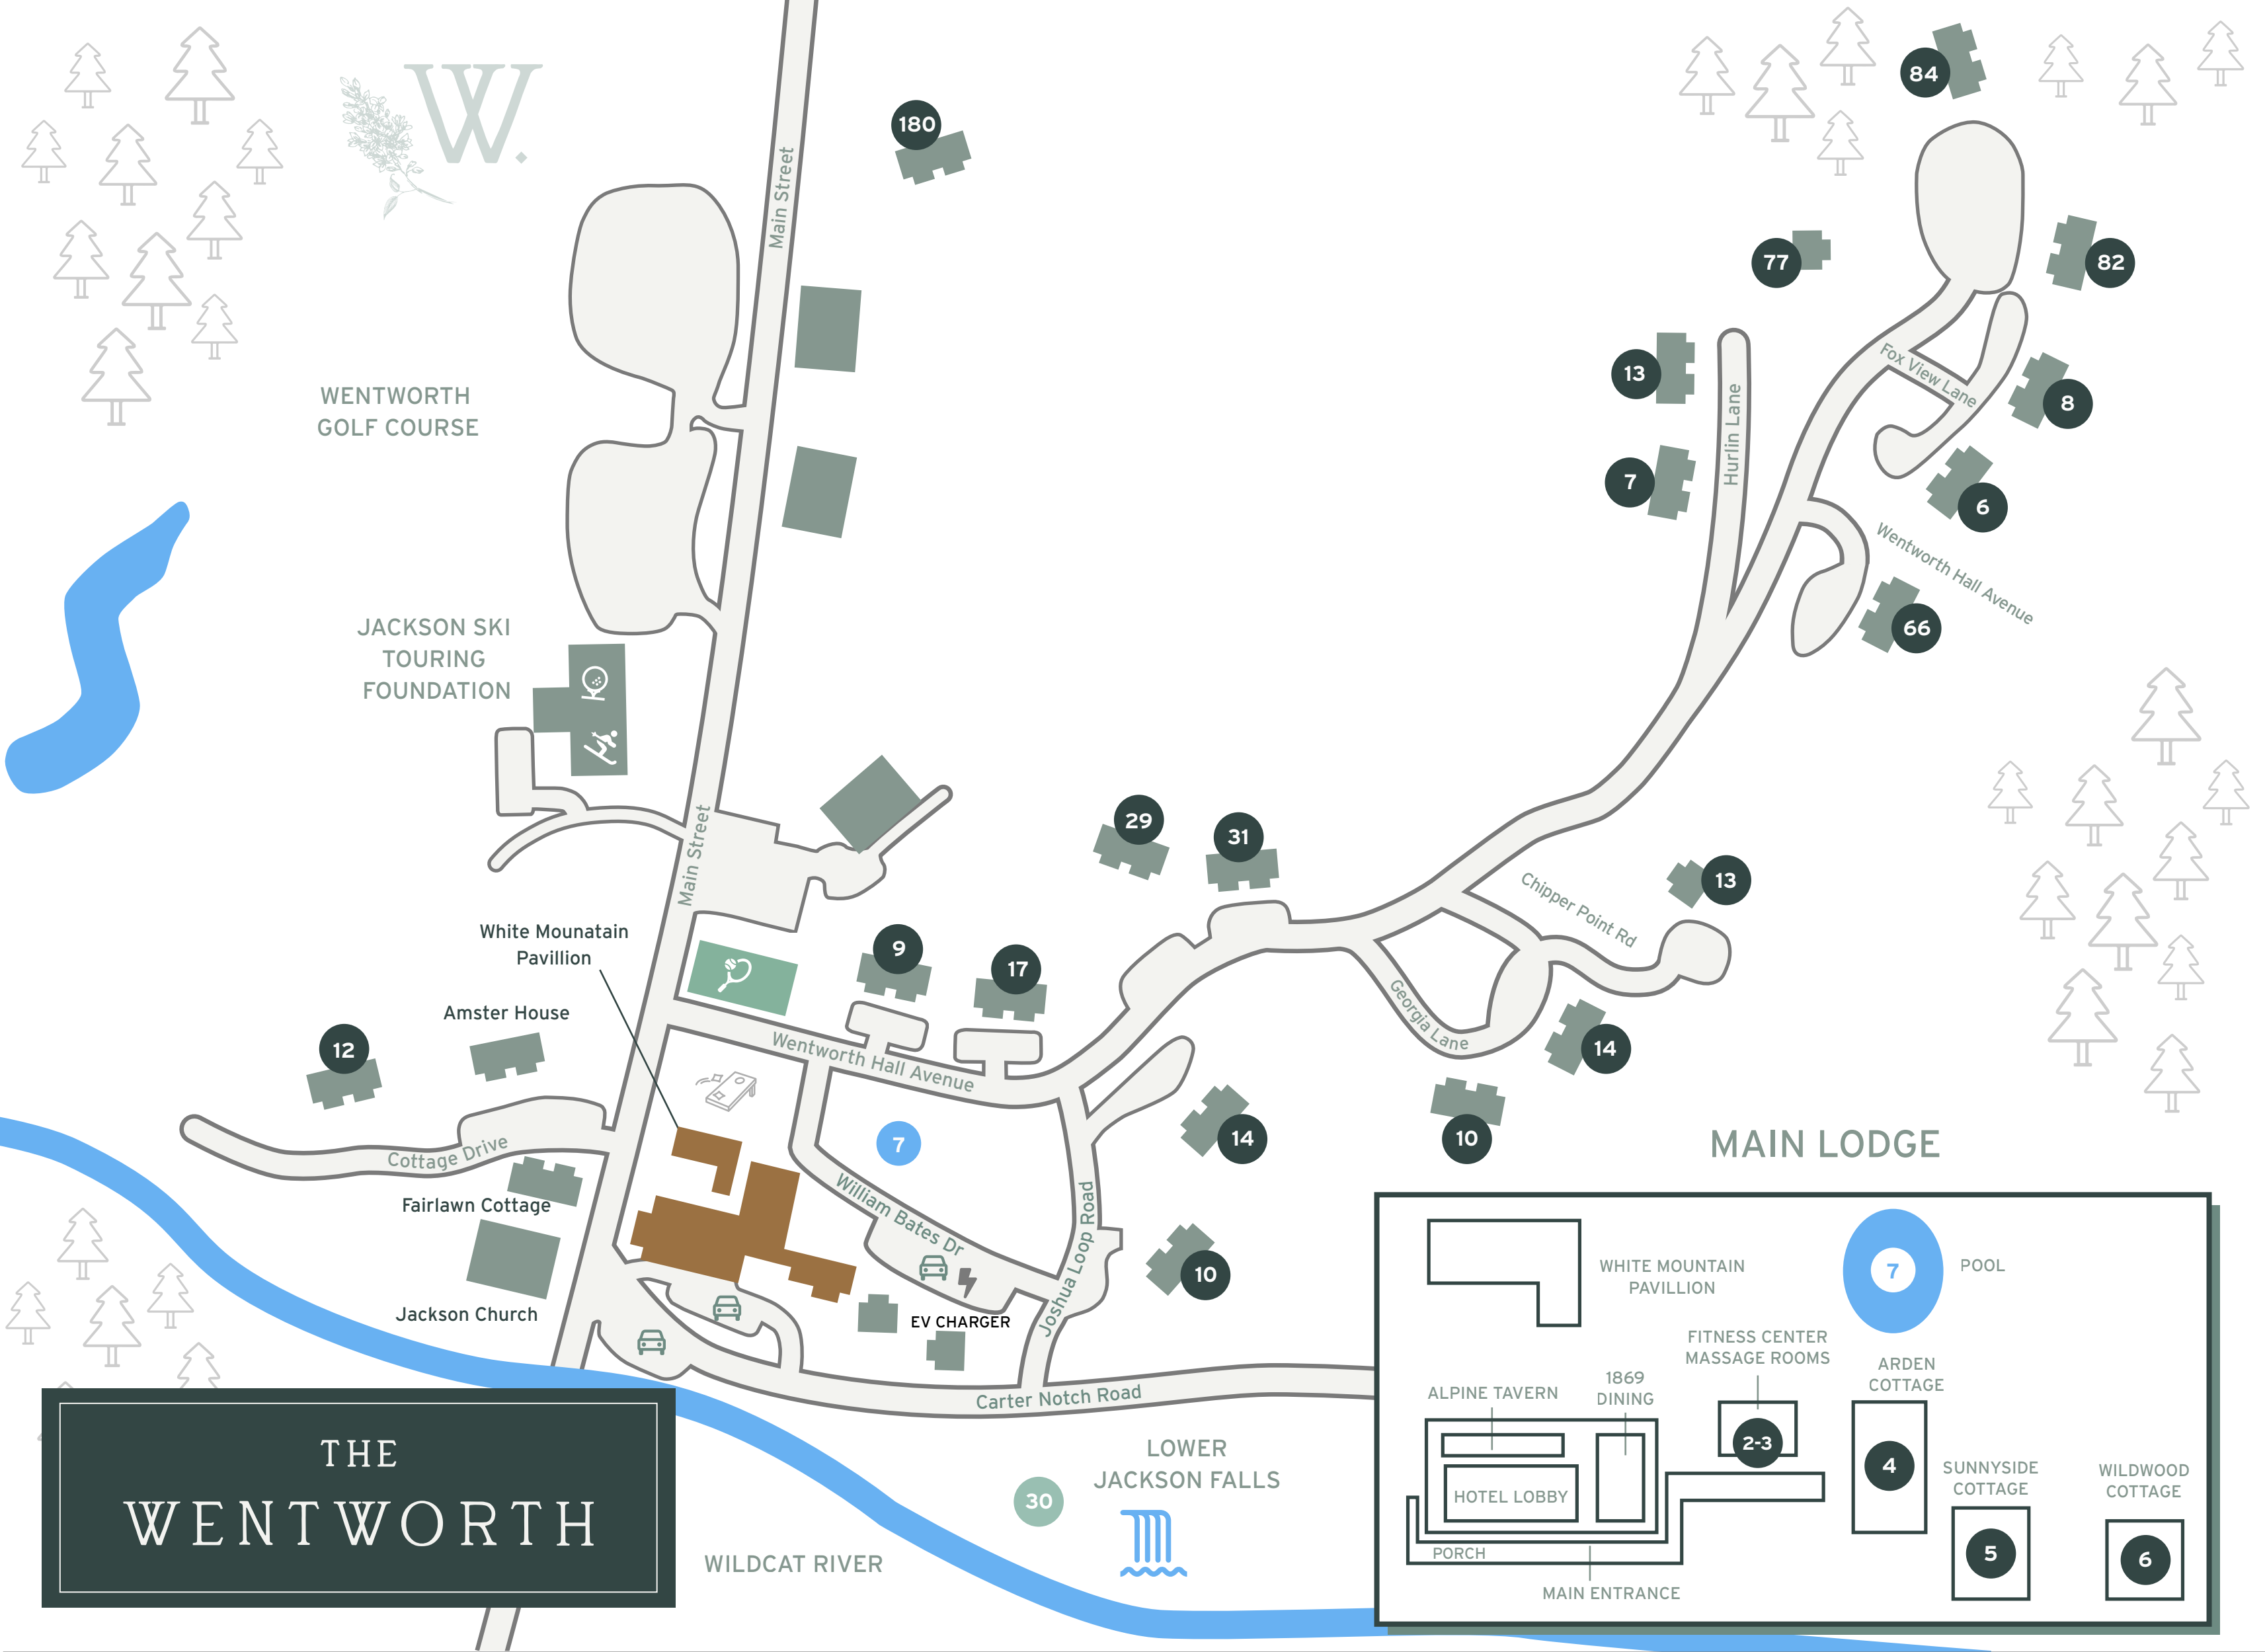 W.
180
84
77
82
Main Street
WENTWORTH
GOLF COURSE
13
7
Hurlin Lane
Fox View Lane
8
6
Wentworth Hall Avenue
66
JACKSON SKI
TOURING
FOUNDATION
Main Street
29
31
13
Chipper Point Rd
White Mounatain
Pavillion
9
17
Georgia Lane
14
Amster House
12
Wentworth Hall Avenue
14
10
7
Cottage Drive
Fairlawn Cottage
William Bates Dr
Joshua Loop Road
10
Jackson Church
EV CHARGER
Carter Notch Road
LOWER
JACKSON FALLS
30
WILDCAT RIVER
THE
WENTWORTH
MAIN LODGE
WHITE MOUNTAIN
PAVILLION
7
POOL
FITNESS CENTER
MASSAGE ROOMS
ARDEN
COTTAGE
ALPINE TAVERN
1869
DINING
2-3
4
HOTEL LOBBY
SUNNYSIDE
COTTAGE
WILDWOOD
COTTAGE
5
6
PORCH
MAIN ENTRANCE